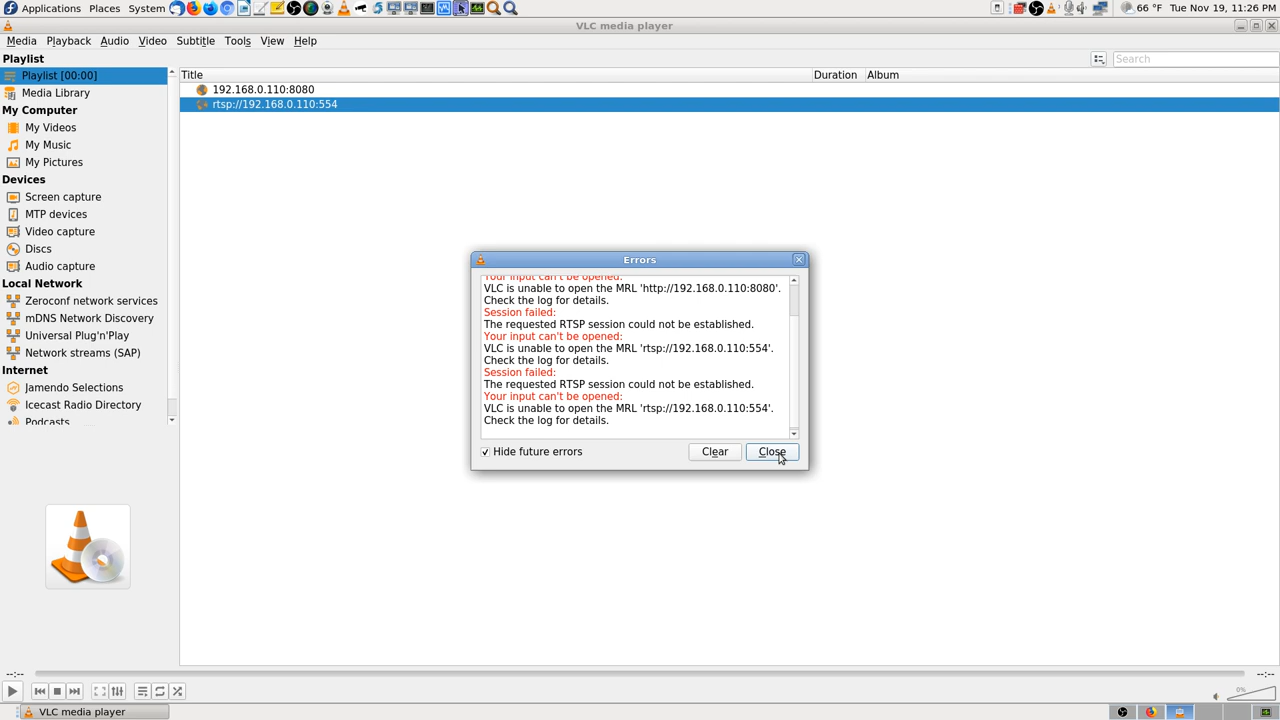 Applications Places System 66 °F Tue Nov 19, 11:26 PM
VLC media player
Media Playback Audio Video Subtitle Tools View Help
Playlist
Search
Playlist [00:00]
Media Library
My Computer
My Videos
My Music
My Pictures
Devices
Screen capture
MTP devices
Video capture
Discs
Audio capture
Local Network
Zeroconf network services
mDNS Network Discovery
Universal Plug'n'Play
Network streams (SAP)
Internet
Jamendo Selections
Icecast Radio Directory
Podcasts
Title Duration Album
192.168.0.110:8080
rtsp://192.168.0.110:554
Errors
Your input can't be opened:
VLC is unable to open the MRL 'http://192.168.0.110:8080'.
Check the log for details.
Session failed:
The requested RTSP session could not be established.
Your input can't be opened:
VLC is unable to open the MRL 'rtsp://192.168.0.110:554'.
Check the log for details.
Session failed:
The requested RTSP session could not be established.
Your input can't be opened:
VLC is unable to open the MRL 'rtsp://192.168.0.110:554'.
Check the log for details.
Hide future errors Clear Close
--:-- --:--
0%
VLC media player